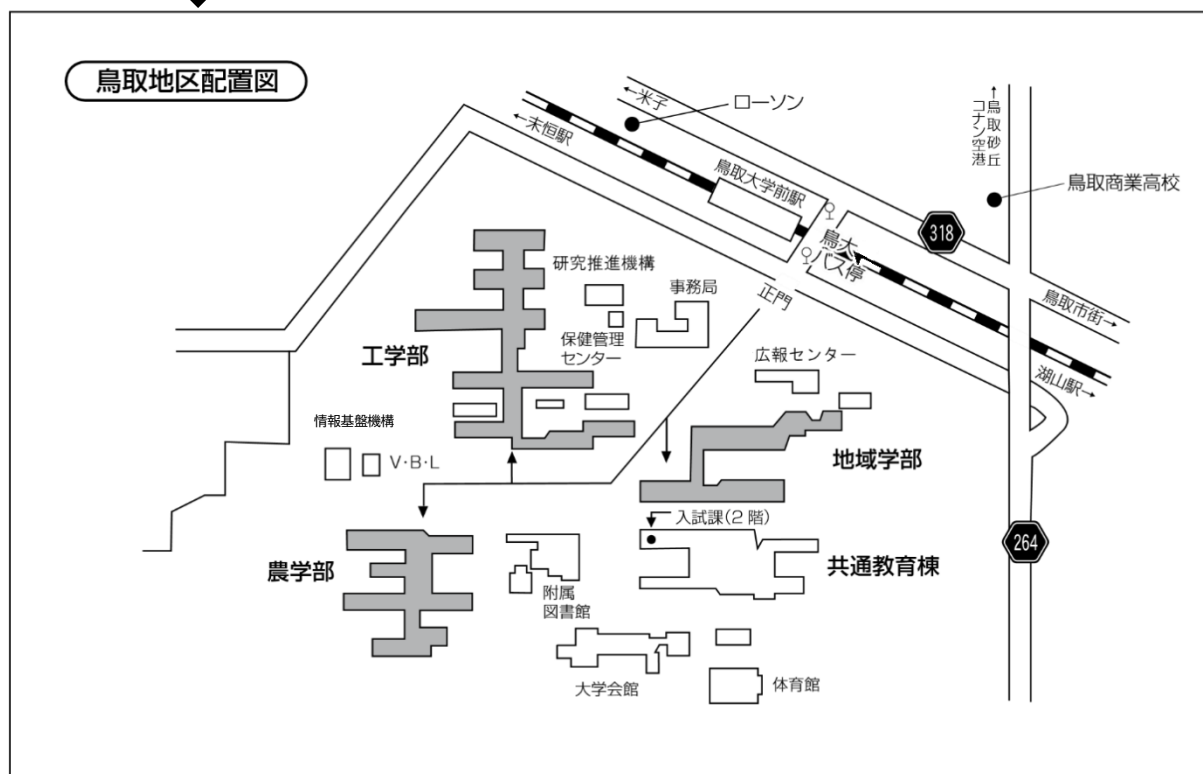 鳥取地区配置図
←米子
ローソン
←末恒駅
鳥取大学前駅
↑鳥取砂丘
コナン空港
鳥取商業高校
318
鳥大
バス停
研究推進機構
事務局
正門
鳥取市街→
保健管理
センター
工学部
広報センター
湖山駅→
情報基盤機構
V・B・L
地域学部
入試課(2階)
264
農学部
共通教育棟
附属
図書館
大学会館
体育館